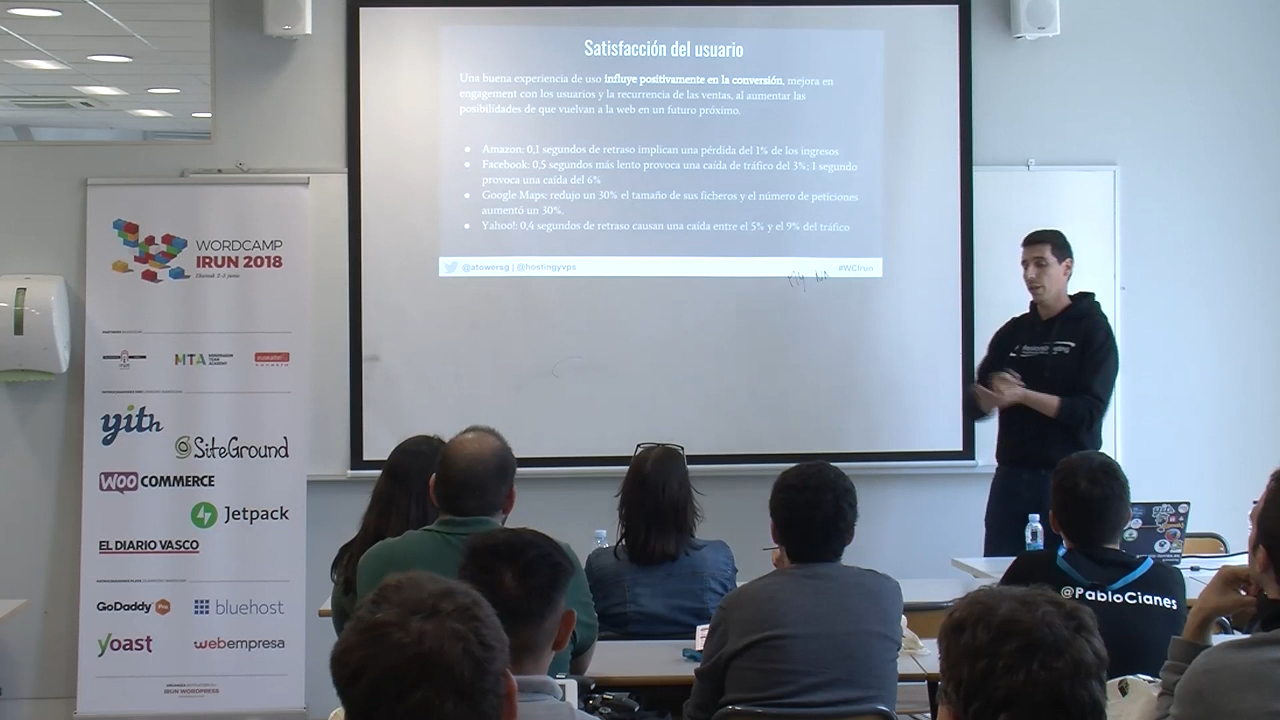 Satisfacción del usuario
Una buena experiencia de uso influye positivamente en la conversión, mejora en
engagement con los usuarios y la recurrencia de las ventas, al aumentar las
posibilidades de que vuelvan a la web en un futuro próximo.
Amazon: 0,1 segundos de retraso implican una pérdida del 1% de los ingresos
Facebook: 0,5 segundos más lento provoca una caída de tráfico del 3%; 1 segundo
provoca una caída del 6%
Google Maps: redujo un 30% el tamaño de sus ficheros y el número de peticiones
aumentó un 30%.
Yahoo!: 0,4 segundos de retraso causan una caída entre el 5% y el 9% del tráfico
@atowersg | @hostingyvps
#WCIrun
WORDCAMP
IRUN 2018
MTA
yith
SiteGround
WOO COMMERCE
Jetpack
EL DIARIO VASCO
GoDaddy Pro
bluehost
yoast
webempresa
IRUN WORDPRESS
@PabloCianes